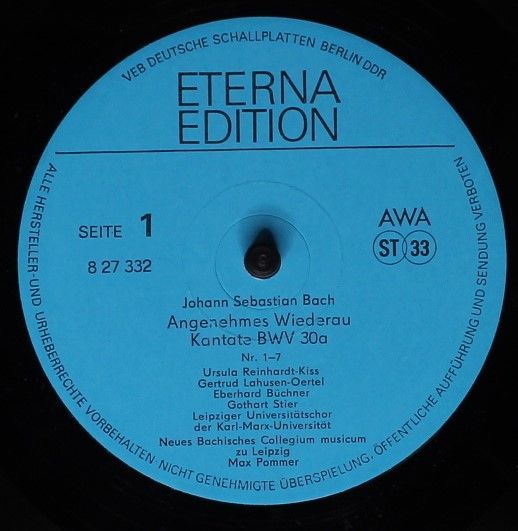 VEB DEUTSCHE SCHALLPLATTEN BERLIN DDR
ETERNA
EDITION
SEITE 1
8 27 332
AWA
ST 33
Johann Sebastian Bach
Angenehmes Wiederau
Kantate BWV 30a
Nr. 1–7
Ursula Reinhardt-Kiss
Gertrud Lahusen-Oertel
Eberhard Büchner
Gothart Stier
Leipziger Universitätschor
der Karl-Marx-Universität
Neues Bachisches Collegium musicum
zu Leipzig
Max Pommer
ALLE HERSTELLER- UND URHEBERRECHTE VORBEHALTEN NICHT GENEHMIGTE ÜBERSPIELUNG, ÖFFENTLICHE AUFFÜHRUNG UND SENDUNG VERBOTEN